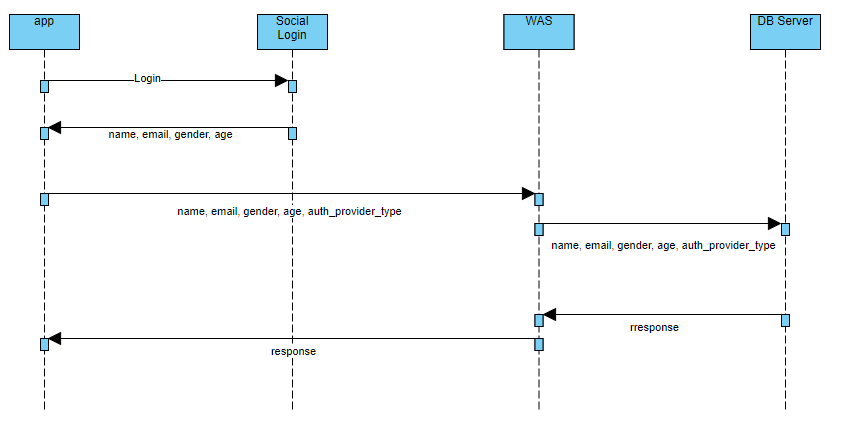 app
Social
Login
WAS
DB Server
Login
name, email, gender, age
name, email, gender, age, auth_provider_type
name, email, gender, age, auth_provider_type
rresponse
response